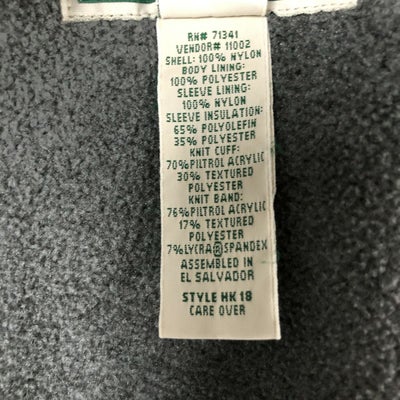 RN# 71341
VENDOR# 11002
SHELL: 100% NYLON
BODY LINING:
100% POLYESTER
SLEEVE LINING:
100% NYLON
SLEEVE INSULATION:
65% POLYOLEFIN
35% POLYESTER
KNIT CUFF:
70%PILTROL ACRYLIC
30% TEXTURED
POLYESTER
KNIT BAND:
76%PILTROL ACRYLIC
17% TEXTURED
POLYESTER
7%LYCRA®SPANDEX
ASSEMBLED IN
EL SALVADOR
STYLE HK 18
CARE OVER